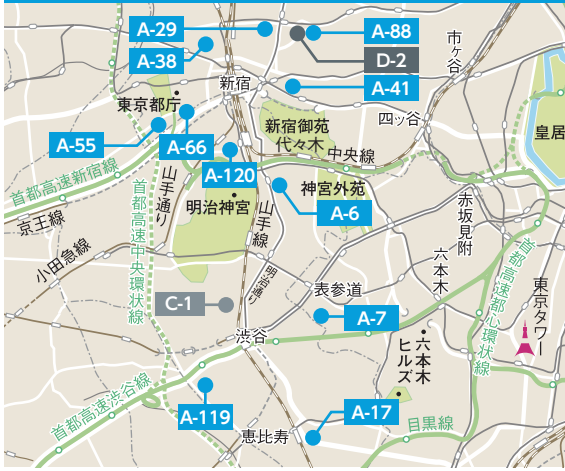 A-29
A-88
A-38
D-2
市ヶ谷
新宿
A-41
東京都庁
四ッ谷
新宿御苑
皇居
A-55
A-66
代々木
中央線
A-120
首都高速新宿線
山手通り
首都高速中央環状線
神宮外苑
赤坂見附
明治神宮
山手線
A-6
京王線
小田急線
六本木
首都高速都心環状線
明治通り
表参道
東京タワー
C-1
A-7
渋谷
六本木
ヒルズ
首都高速渋谷線
A-119
A-17
目黒線
恵比寿